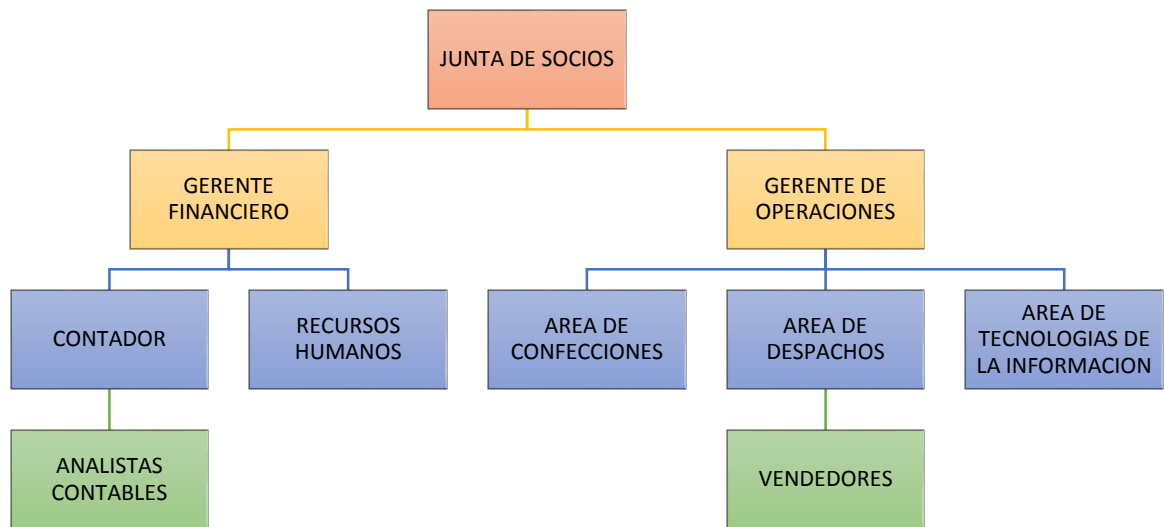 JUNTA DE SOCIOS
GERENTE
FINANCIERO
GERENTE DE
OPERACIONES
CONTADOR
RECURSOS
HUMANOS
AREA DE
CONFECCIONES
AREA DE
DESPACHOS
AREA DE
TECNOLOGIAS DE
LA INFORMACION
ANALISTAS
CONTABLES
VENDEDORES